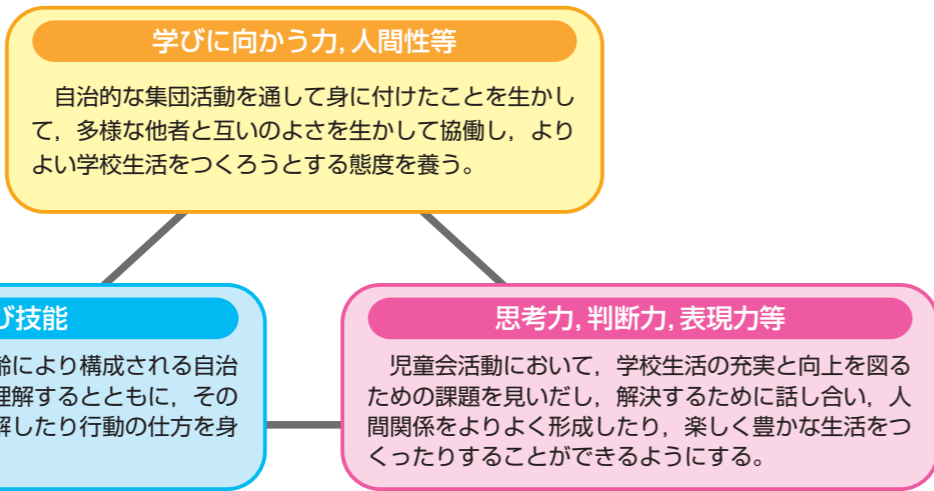 学びに向かう力，人間性等
自治的な集団活動を通して身に付けたことを生かし
て，多様な他者と互いのよさを生かして協働し，より
よい学校生活をつくろうとする態度を養う。
び技能
齢により構成される自治
理解するとともに，その
解したり行動の仕方を身
思考力，判断力，表現力等
児童会活動において，学校生活の充実と向上を図る
ための課題を見いだし，解決するために話し合い，人
間関係をよりよく形成したり，楽しく豊かな生活をつ
くったりすることができるようにする。